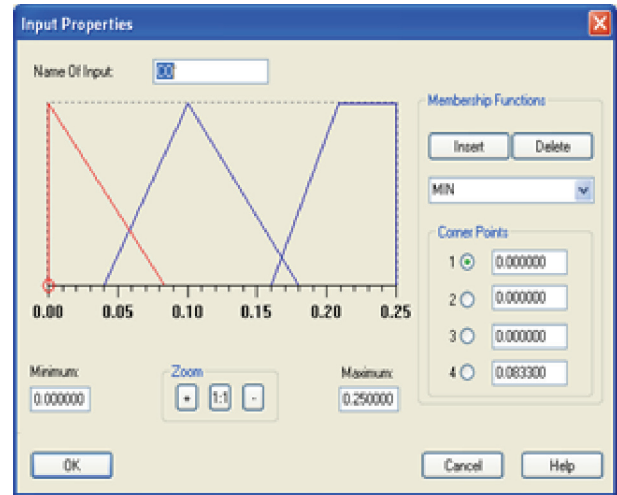 Input Properties
Name Of Input:
Membership Functions
Insert Delete
MIN
Corner Points
1 0.000000
2 0.000000
3 0.000000
4 0.083300
0.00 0.05 0.10 0.15 0.20 0.25
Minimum: Zoom Maximum:
0.000000 + 1:1 - 0.250000
OK Cancel Help